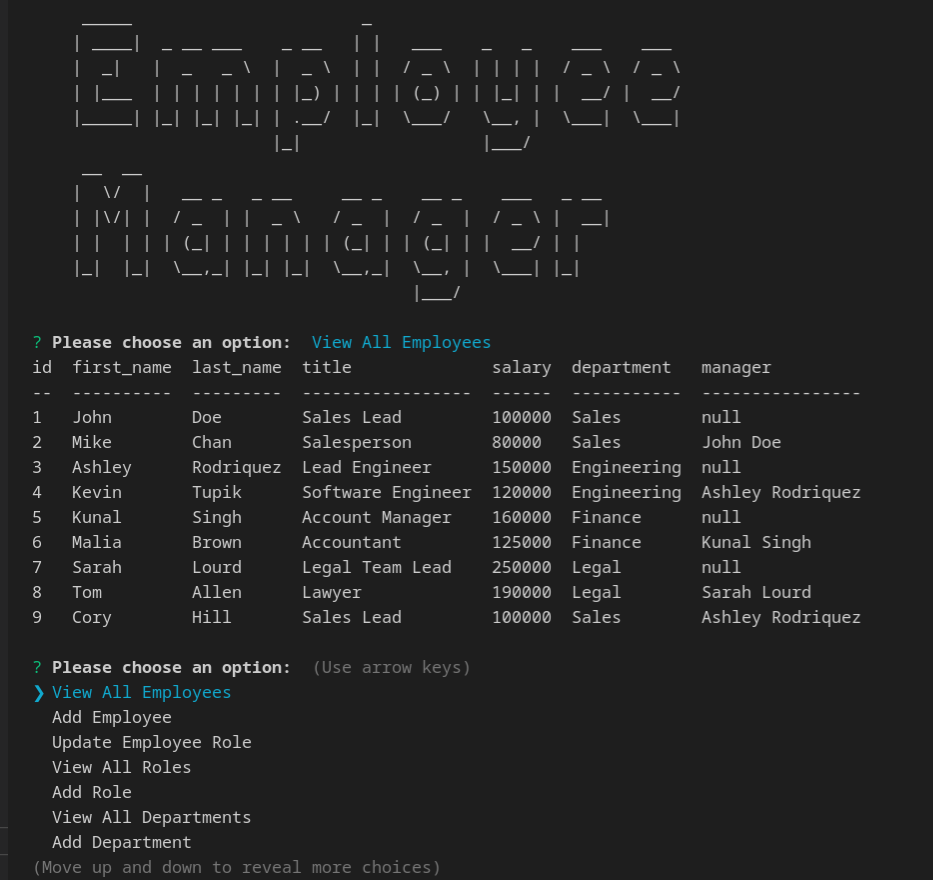 Employee
Manager
? Please choose an option:  View All Employees
id  first_name  last_name  title              salary  department   manager
--  ----------  ---------  -----------------  ------  -----------  ----------------
1   John        Doe        Sales Lead         100000  Sales        null
2   Mike        Chan       Salesperson        80000   Sales        John Doe
3   Ashley      Rodriquez  Lead Engineer      150000  Engineering  null
4   Kevin       Tupik      Software Engineer  120000  Engineering  Ashley Rodriquez
5   Kunal       Singh      Account Manager    160000  Finance      null
6   Malia       Brown      Accountant         125000  Finance      Kunal Singh
7   Sarah       Lourd      Legal Team Lead    250000  Legal        null
8   Tom         Allen      Lawyer             190000  Legal        Sarah Lourd
9   Cory        Hill       Sales Lead         100000  Sales        Ashley Rodriquez
? Please choose an option:  (Use arrow keys)
❯ View All Employees
  Add Employee
  Update Employee Role
  View All Roles
  Add Role
  View All Departments
  Add Department
(Move up and down to reveal more choices)